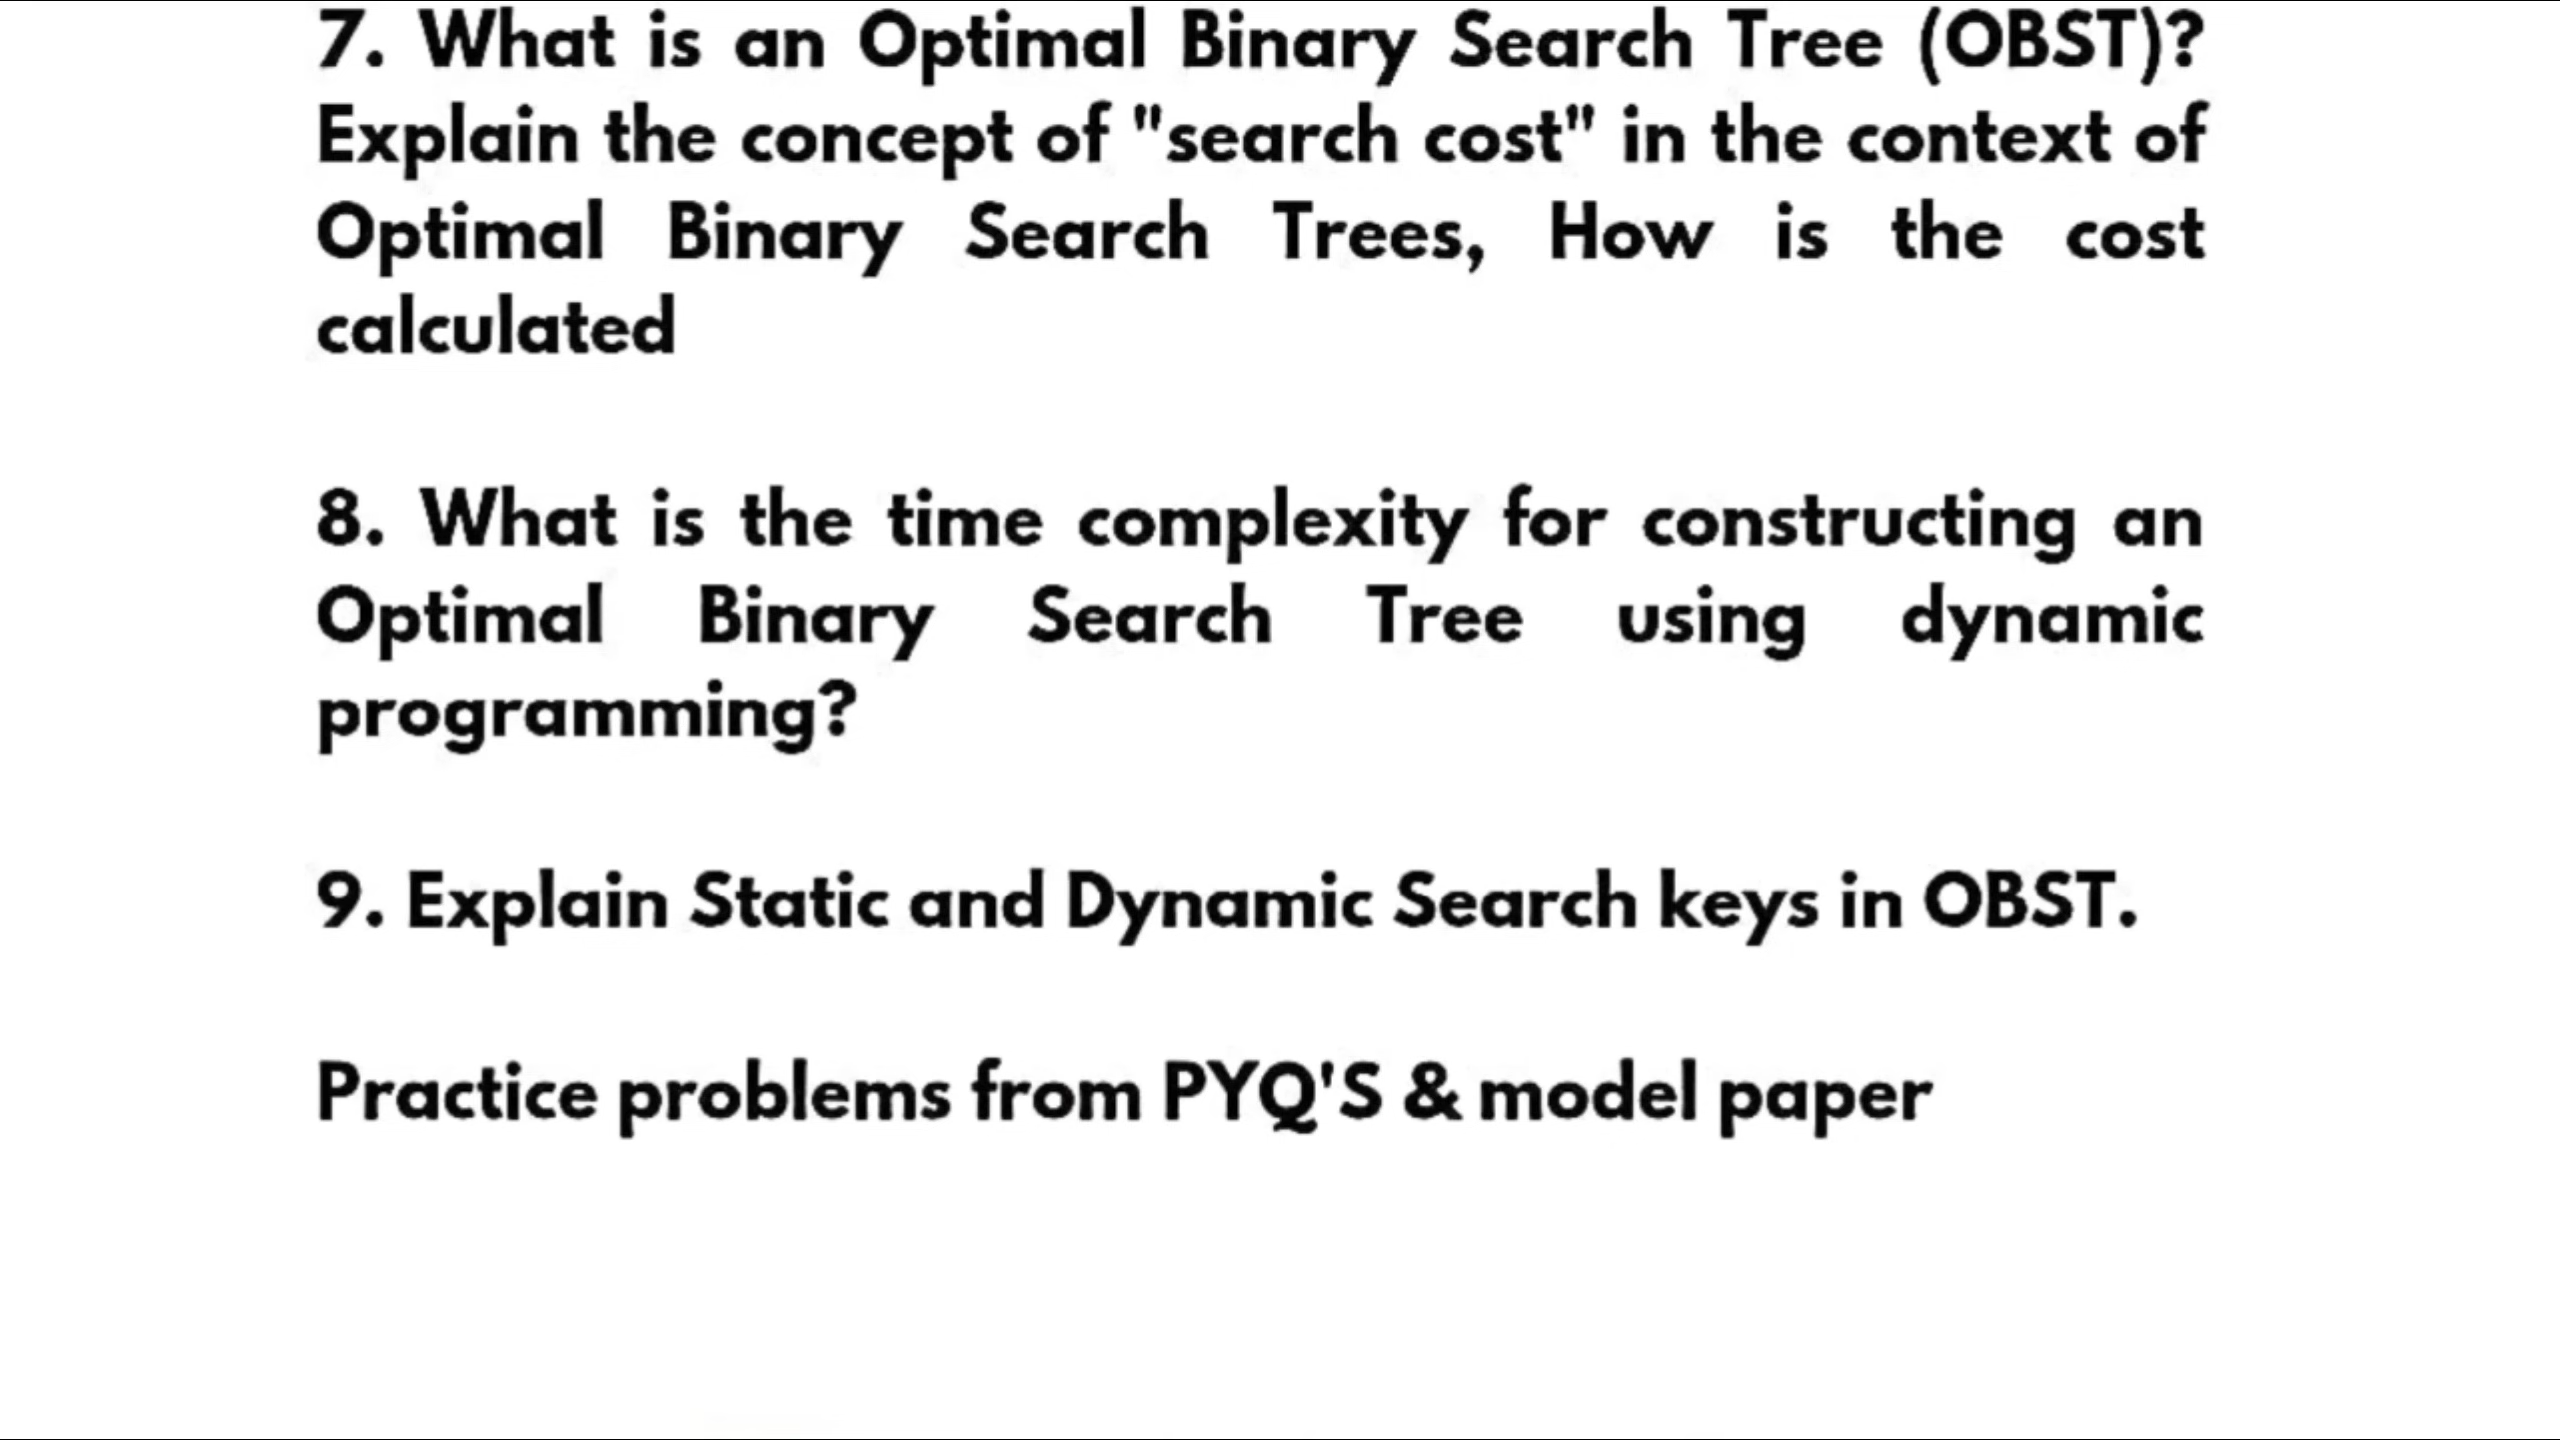 7. What is an Optimal Binary Search Tree (OBST)?
Explain the concept of "search cost" in the context of
Optimal Binary Search Trees, How is the cost
calculated
8. What is the time complexity for constructing an
Optimal Binary Search Tree using dynamic
programming?
9. Explain Static and Dynamic Search keys in OBST.
Practice problems from PYQ'S & model paper